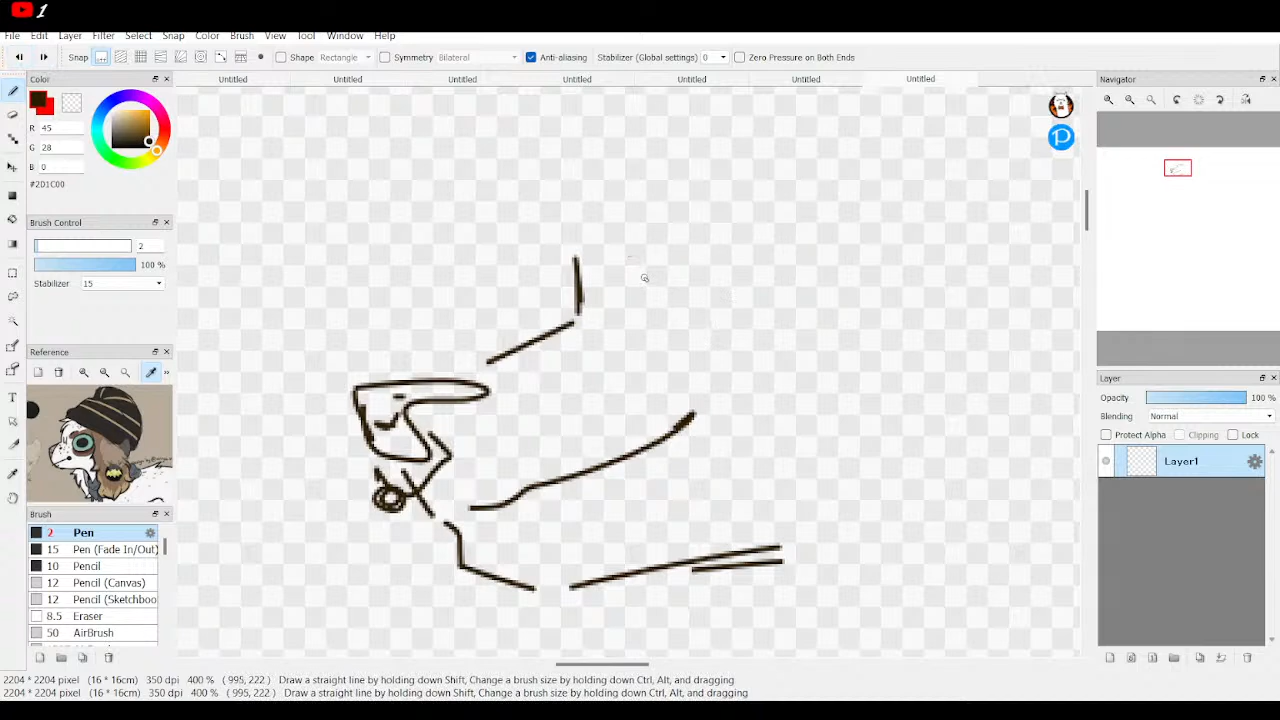 1
File Edit Layer Filter Select Snap Color Brush View Tool Window Help
Snap Shape Rectangle Symmetry Bilateral Anti-aliasing Stabilizer (Global settings) 0 Zero Pressure on Both Ends
Color
Untitled Untitled Untitled Untitled Untitled Untitled Untitled
Navigator
R 45
G 28
B 0
#2D1C00
Brush Control
2
100 %
Stabilizer 15
Reference
»
Brush
2 Pen
15 Pen (Fade In/Out)
10 Pencil
12 Pencil (Canvas)
12 Pencil (Sketchboo
8.5 Eraser
50 AirBrush
Layer
Opacity 100 %
Blending Normal
Protect Alpha Clipping Lock
Layer1
2204 * 2204 pixel (16 * 16cm) 350 dpi 400 % ( 995, 222 ) Draw a straight line by holding down Shift, Change a brush size by holding down Ctrl, Alt, and dragging
2204 * 2204 pixel (16 * 16cm) 350 dpi 400 % ( 995, 222 ) Draw a straight line by holding down Shift, Change a brush size by holding down Ctrl, Alt, and dragging